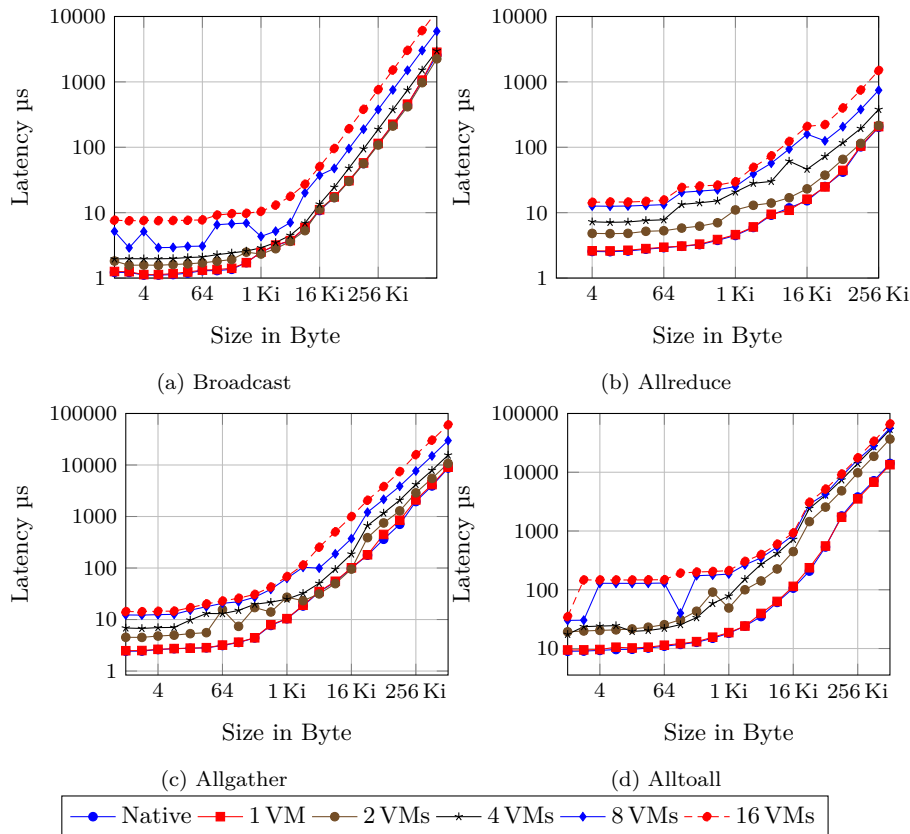 10000
1000
100
10
1
Latency µs
4
64
1 Ki
16 Ki
256 Ki
Size in Byte
(a) Broadcast
10000
1000
100
10
1
Latency µs
4
64
1 Ki
16 Ki
256 Ki
Size in Byte
(b) Allreduce
100000
10000
1000
100
10
1
Latency µs
4
64
1 Ki
16 Ki
256 Ki
Size in Byte
(c) Allgather
100000
10000
1000
100
10
Latency µs
4
64
1 Ki
16 Ki
256 Ki
Size in Byte
(d) Alltoall
Native 1 VM 2 VMs 4 VMs 8 VMs 16 VMs